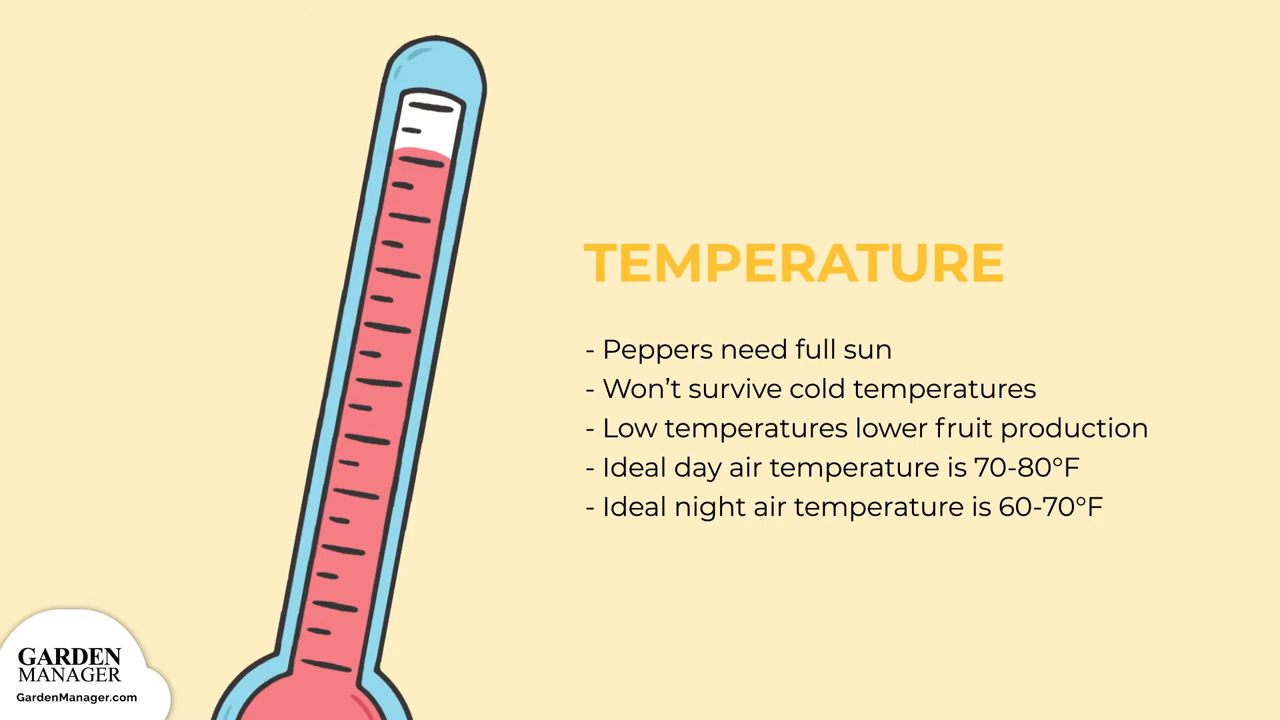 TEMPERATURE
- Peppers need full sun
- Won’t survive cold temperatures
- Low temperatures lower fruit production
- Ideal day air temperature is 70-80°F
- Ideal night air temperature is 60-70°F
GARDEN
MANAGER
GardenManager.com